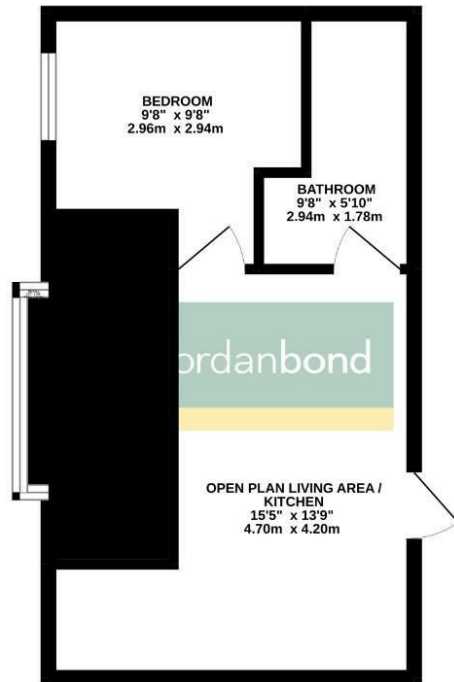 BEDROOM
9'8" x 9'8"
2.96m x 2.94m
BATHROOM
9'8" x 5'10"
2.94m x 1.78m
ordanbond
OPEN PLAN LIVING AREA /
KITCHEN
15'5" x 13'9"
4.70m x 4.20m